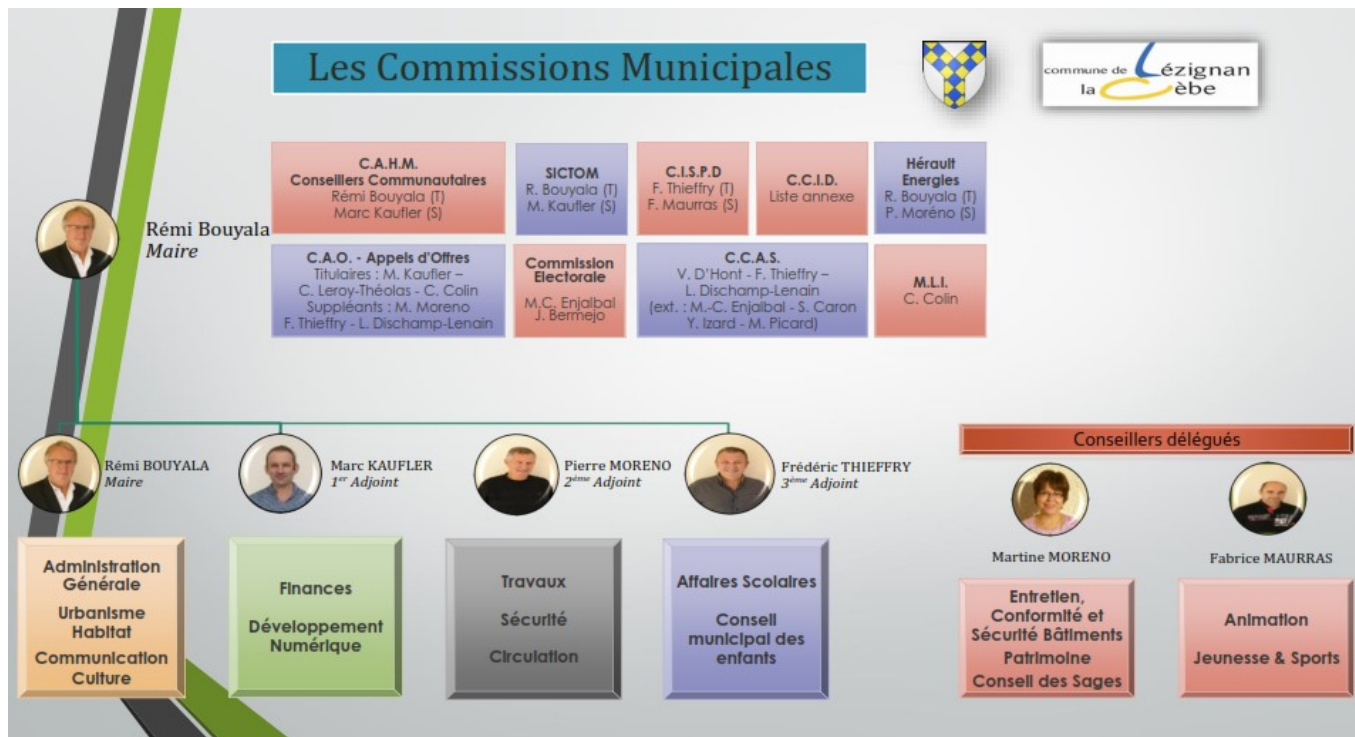 Les Commissions Municipales
commune de Lézignan
la Cèbe
C.A.H.M.
Conseillers Communautaires
Rémi Bouyala (T)
Marc Kaufler (S)
SICTOM
R. Bouyala (T)
M. Kaufler (S)
C.I.S.P.D
F. Thieffry (T)
F. Maurras (S)
C.C.I.D.
Liste annexe
Hérault
Energies
R. Bouyala (T)
P. Moréno (S)
Rémi Bouyala
Maire
C.A.O. - Appels d'Offres
Titulaires : M. Kaufler –
C. Leroy-Théolas - C. Colin
Suppléants : M. Moreno
F. Thieffry - L. Dischamp-Lenain
Commission
Electorale
M.C. Enjalbal
J. Bermejo
C.C.A.S.
V. D'Hont - F. Thieffry –
L. Dischamp-Lenain
(ext. : M.-C. Enjalbal - S. Caron
Y. Izard - M. Picard)
M.L.I.
C. Colin
Rémi BOUYALA
Maire
Marc KAUFLER
1er Adjoint
Pierre MORENO
2ème Adjoint
Frédéric THIEFFRY
3ème Adjoint
Conseillers délégués
Martine MORENO
Fabrice MAURRAS
Administration
Générale
Urbanisme
Habitat
Communication
Culture
Finances
Développement
Numérique
Travaux
Sécurité
Circulation
Affaires Scolaires
Conseil
municipal des
enfants
Entretien,
Conformité et
Sécurité Bâtiments
Patrimoine
Conseil des Sages
Animation
Jeunesse & Sports